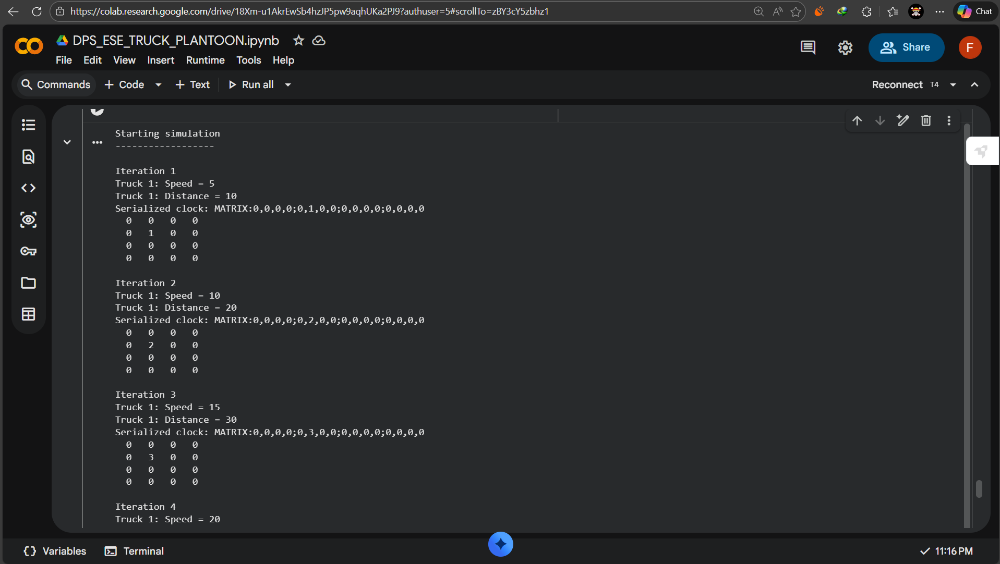 https://colab.research.google.com/drive/18Xm-u1AkrEwSb4hzJP5pw9aqhUKa2PJ9?authuser=5#scrollTo=zBY3cY5zbhz1
Chat
DPS_ESE_TRUCK_PLANTOON.ipynb
File Edit View Insert Runtime Tools Help
Share
F
Commands + Code + Text Run all
Reconnect T4
Starting simulation
------------------
Iteration 1
Truck 1: Speed = 5
Truck 1: Distance = 10
Serialized clock: MATRIX:0,0,0,0;0,1,0,0;0,0,0,0;0,0,0,0
0 0 0 0
0 1 0 0
0 0 0 0
0 0 0 0
Iteration 2
Truck 1: Speed = 10
Truck 1: Distance = 20
Serialized clock: MATRIX:0,0,0,0;0,2,0,0;0,0,0,0;0,0,0,0
0 0 0 0
0 2 0 0
0 0 0 0
0 0 0 0
Iteration 3
Truck 1: Speed = 15
Truck 1: Distance = 30
Serialized clock: MATRIX:0,0,0,0;0,3,0,0;0,0,0,0;0,0,0,0
0 0 0 0
0 3 0 0
0 0 0 0
0 0 0 0
Iteration 4
Truck 1: Speed = 20
{} Variables Terminal
11:16 PM